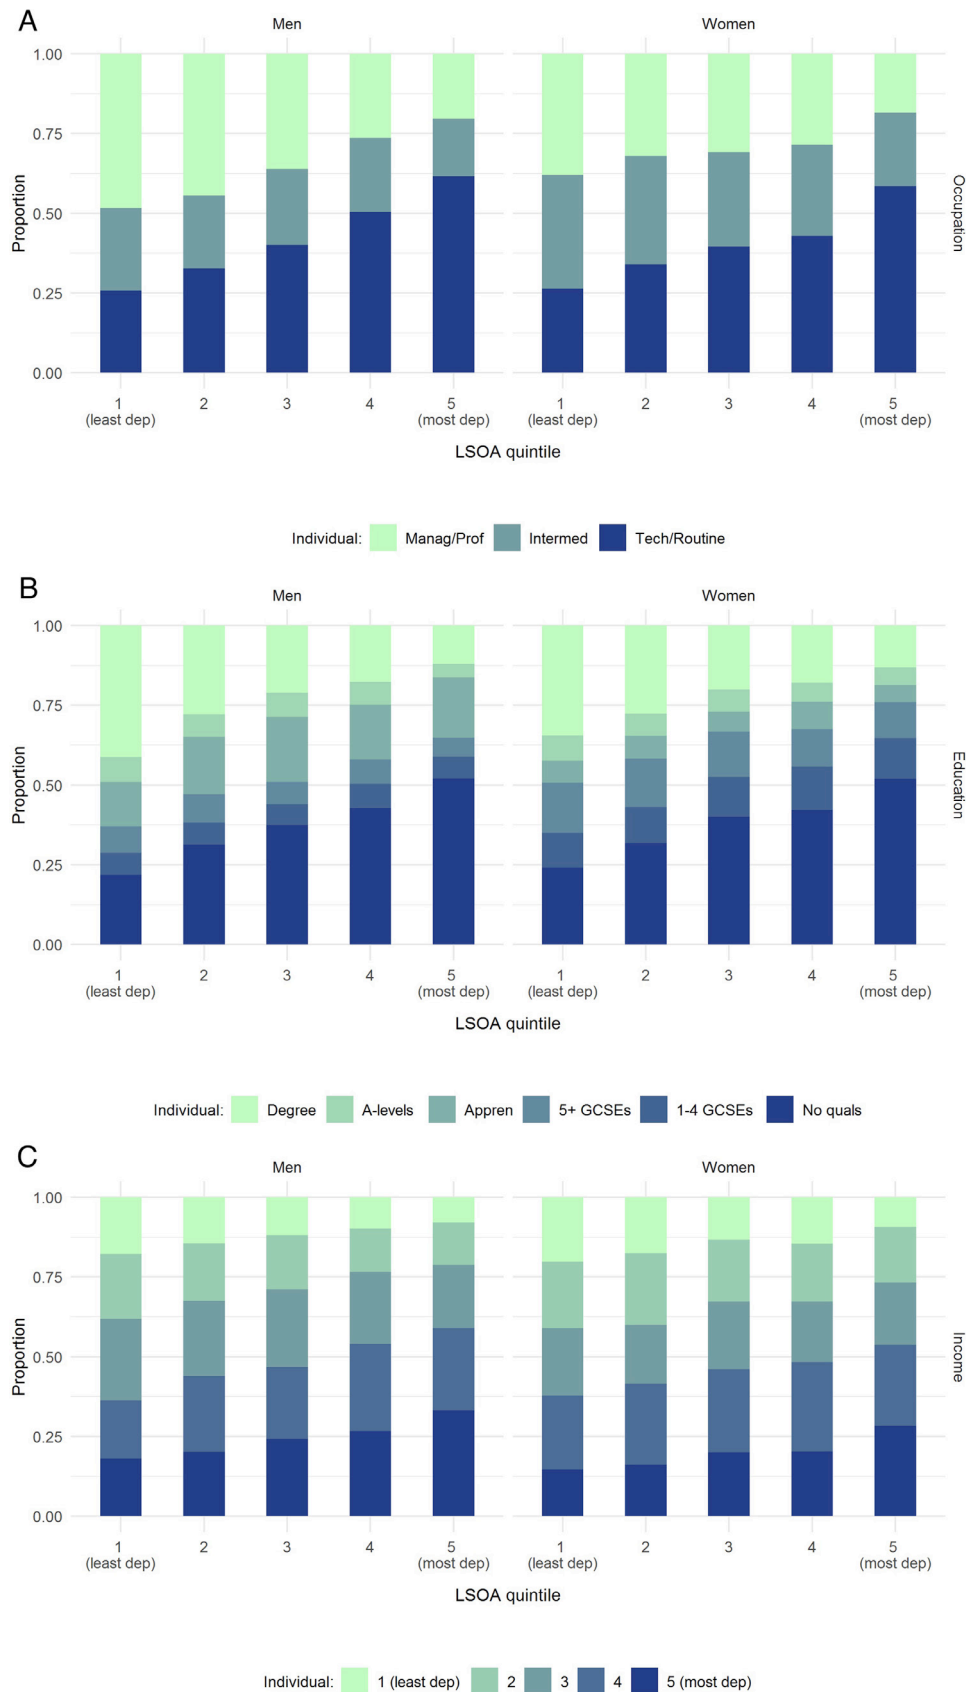 A
Men Women
1.00
0.75
0.50
0.25
0.00
Proportion
Occupation
1 2 3 4 5 1 2 3 4 5
(least dep) (most dep) (least dep) (most dep)
LSOA quintile
Individual: Manag/Prof Intermed Tech/Routine
B
Men Women
1.00
0.75
0.50
0.25
0.00
Proportion
Education
1 2 3 4 5 1 2 3 4 5
(least dep) (most dep) (least dep) (most dep)
LSOA quintile
Individual: Degree A-levels Appren 5+ GCSEs 1-4 GCSEs No quals
C
Men Women
1.00
0.75
0.50
0.25
0.00
Proportion
Income
1 2 3 4 5 1 2 3 4 5
(least dep) (most dep) (least dep) (most dep)
LSOA quintile
Individual: 1 (least dep) 2 3 4 5 (most dep)